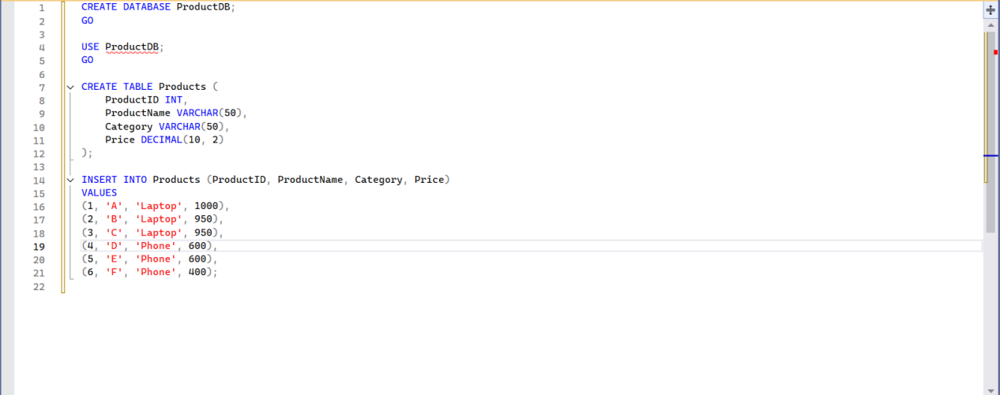 1 CREATE DATABASE ProductDB;
2 GO
3
4 USE ProductDB;
5 GO
6
7 CREATE TABLE Products (
8     ProductID INT,
9     ProductName VARCHAR(50),
10     Category VARCHAR(50),
11     Price DECIMAL(10, 2)
12 );
13
14 INSERT INTO Products (ProductID, ProductName, Category, Price)
15 VALUES
16 (1, 'A', 'Laptop', 1000),
17 (2, 'B', 'Laptop', 950),
18 (3, 'C', 'Laptop', 950),
19 (4, 'D', 'Phone', 600),
20 (5, 'E', 'Phone', 600),
21 (6, 'F', 'Phone', 400);
22